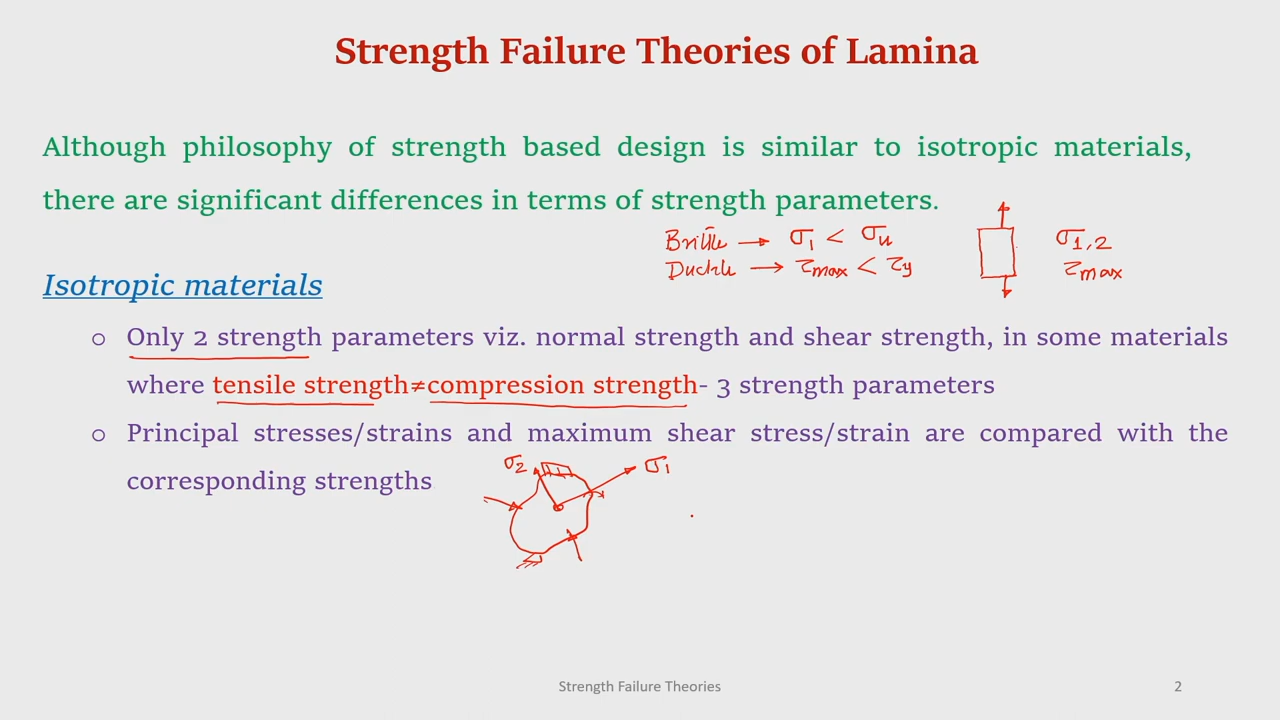 Strength Failure Theories of Lamina
Although philosophy of strength based design is similar to isotropic materials,
there are significant differences in terms of strength parameters.
Brittle → σ1 < σu
Ductile → τmax < τy
σ1,2
τmax
Isotropic materials
○ Only 2 strength parameters viz. normal strength and shear strength, in some materials
where tensile strength≠compression strength- 3 strength parameters
○ Principal stresses/strains and maximum shear stress/strain are compared with the
corresponding strengths
σ2
σ1
Strength Failure Theories
2